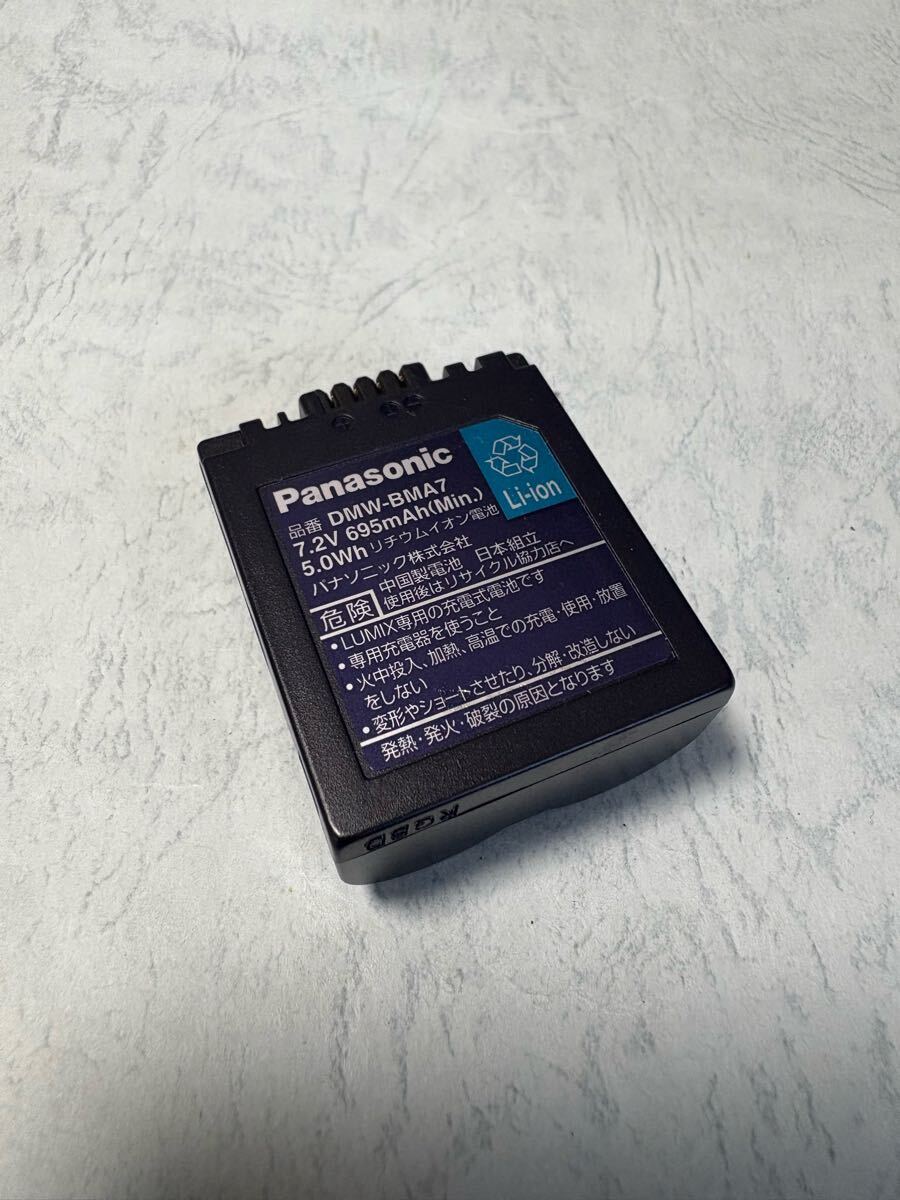 Panasonic
品番 DMW-BMA7
7.2V 695mAh(Min.)
5.0Wh リチウムイオン電池
Li-ion
パナソニック株式会社
中国製電池 日本組立
使用後はリサイクル協力店へ
危険
・LUMIX専用の充電式電池です
・専用充電器を使うこと
・火中投入、加熱、高温での充電・使用・放置
をしない
・変形やショートさせたり、分解・改造しない
発熱・発火・破裂の原因となります